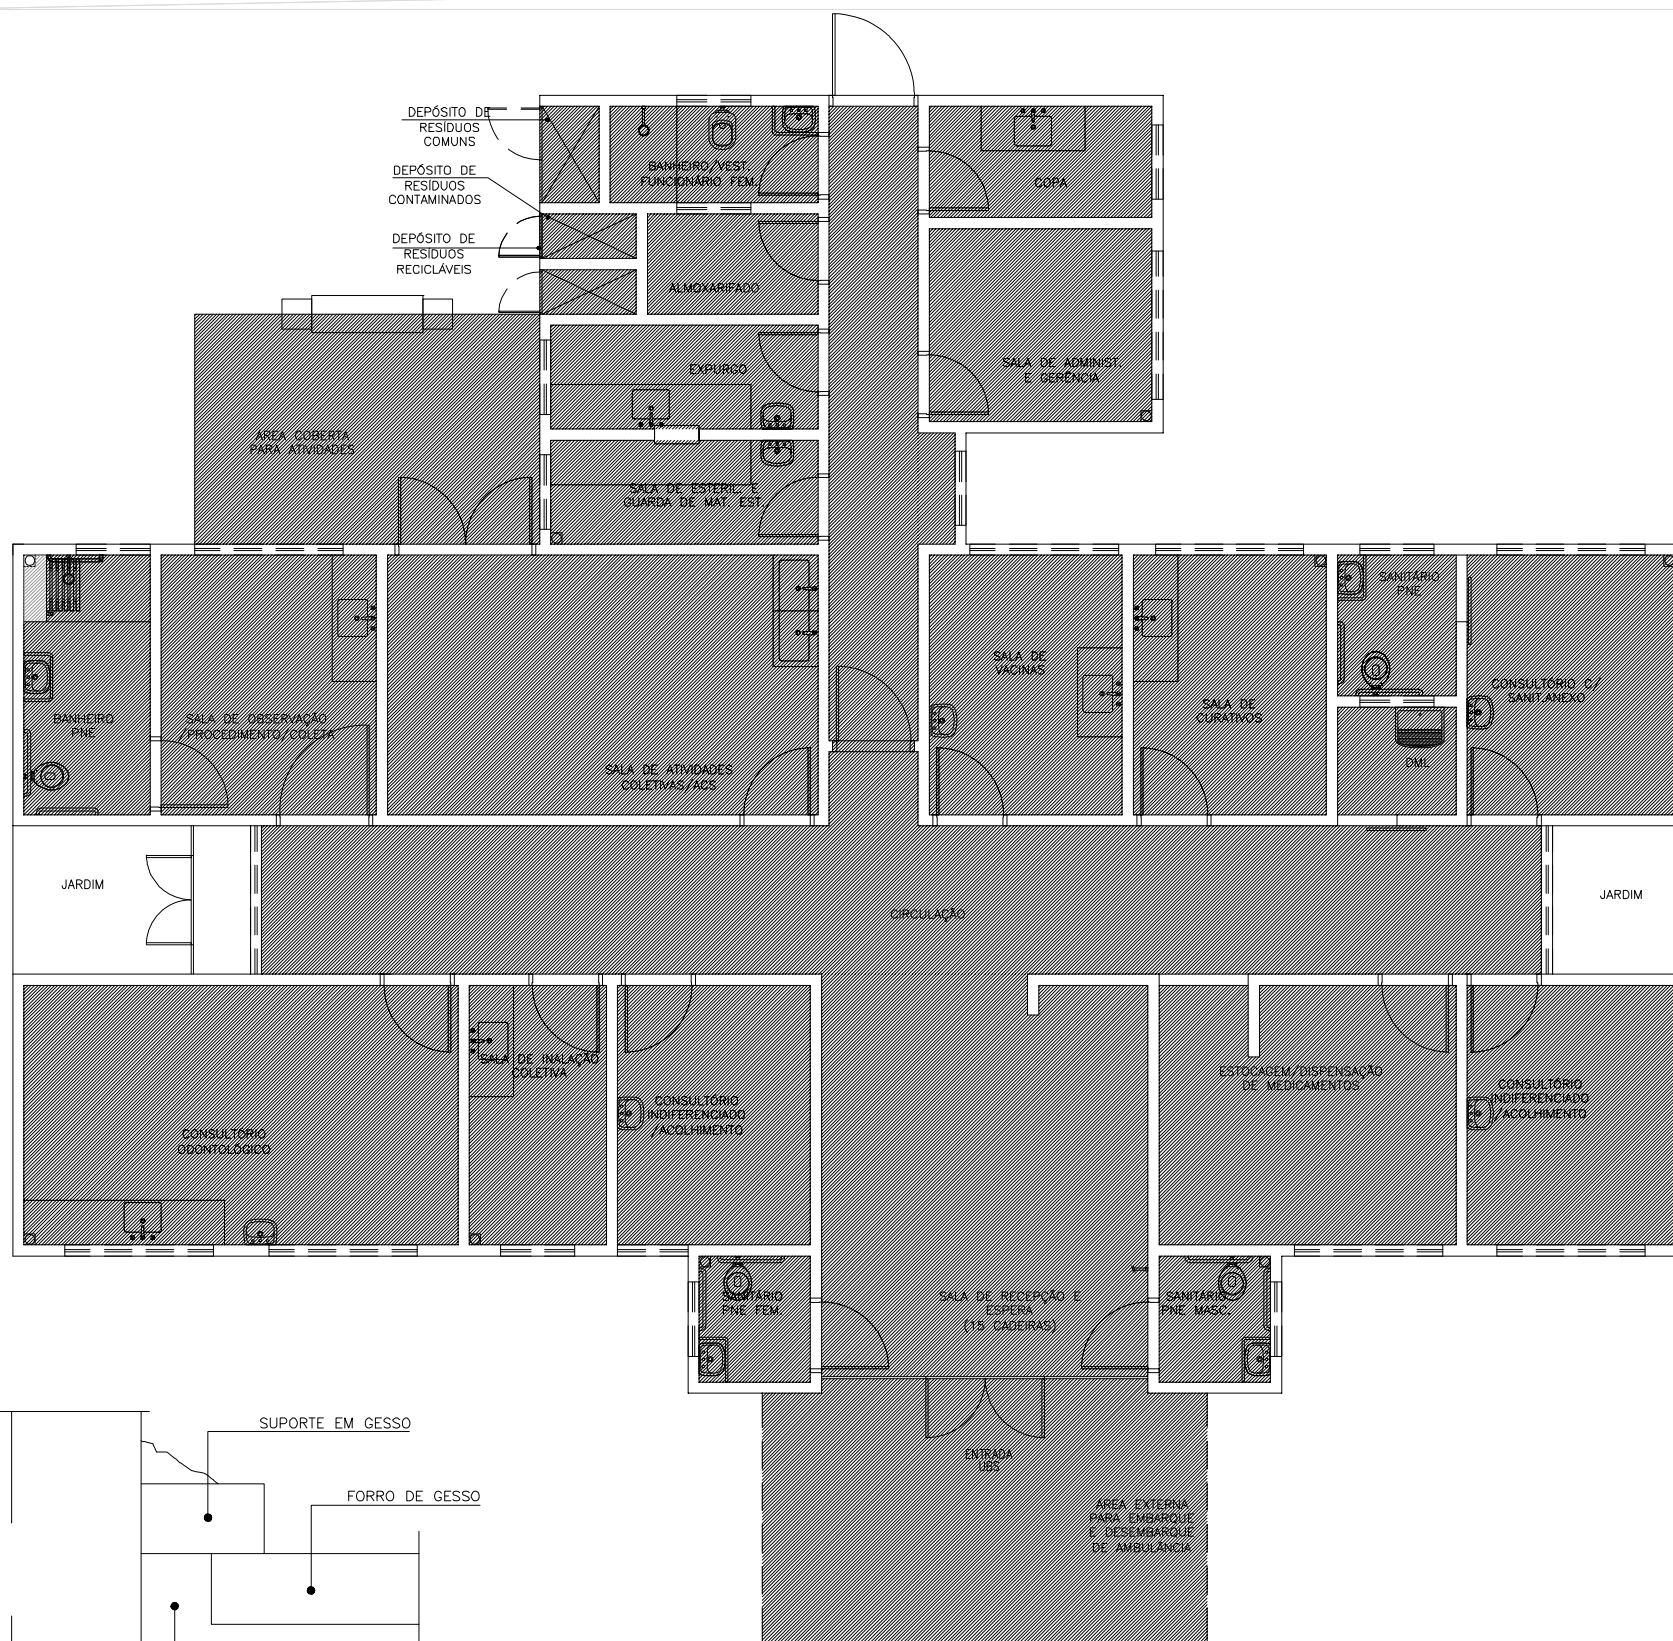 DEPÓSITO DE
RESÍDUOS
COMUNS
DEPÓSITO DE
RESÍDUOS
CONTAMINADOS
DEPÓSITO DE
RESÍDUOS
RECICLÁVEIS
BANHEIRO/VEST.
FUNCIONÁRIO FEM.
COPA
ALMOXARIFADO
EXPURGO
SALA DE ADMINIST.
E GERÊNCIA
ÁREA COBERTA
PARA ATIVIDADES
SALA DE ESTERIL. E
GUARDA DE MAT. EST.
BANHEIRO
PNE
SALA DE OBSERVAÇÃO
/PROCEDIMENTO/COLETA
SALA DE ATIVIDADES
COLETIVAS/ACS
SALA DE
VACINAS
SALA DE
CURATIVOS
SANITÁRIO
PNE
DML
CONSULTÓRIO C/
SANIT.ANEXO
JARDIM
CIRCULAÇÃO
JARDIM
CONSULTÓRIO
ODONTOLÓGICO
SALA DE INALAÇÃO
COLETIVA
CONSULTÓRIO
INDIFERENCIADO
/ACOLHIMENTO
ESTOCAGEM/DISPENSAÇÃO
DE MEDICAMENTOS
CONSULTÓRIO
INDIFERENCIADO
/ACOLHIMENTO
SANITÁRIO
PNE FEM.
SALA DE RECEPÇÃO E
ESPERA
(15 CADEIRAS)
SANITÁRIO
PNE MASC.
ENTRADA
UBS
ÁREA EXTERNA
PARA EMBARQUE
E DESEMBARQUE
DE AMBULÂNCIA
SUPORTE EM GESSO
FORRO DE GESSO